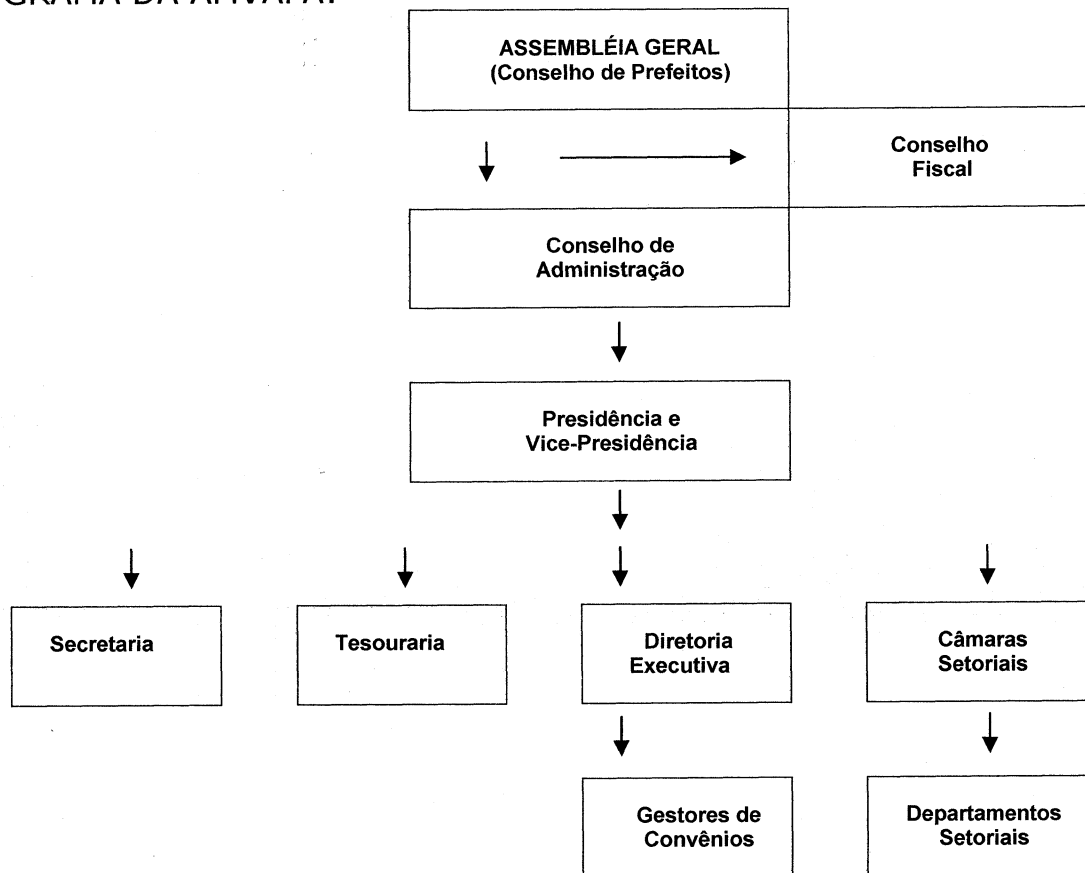 ASSEMBLÉIA GERAL
(Conselho de Prefeitos)
Conselho
Fiscal
Conselho de
Administração
Presidência e
Vice-Presidência
Secretaria
Tesouraria
Diretoria
Executiva
Câmaras
Setoriais
Gestores de
Convênios
Departamentos
Setoriais